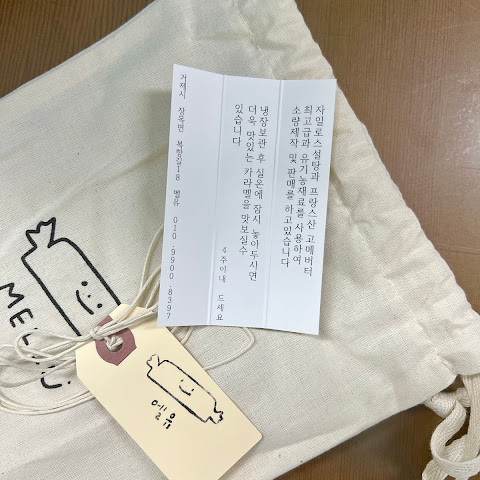 자일로스설탕과 프랑스산 고메버터
최고급과 유기농재료를 사용하여
소량제작 및 판매를 하고있습니다
냉장보관 후 실온에 잠시 놓아두시면
더욱 맛있는 카라멜을 맛보실수
있습니다
4주이내 드세요
거제시 장목면 복항길18 멜유 010.9900.8397
멜유